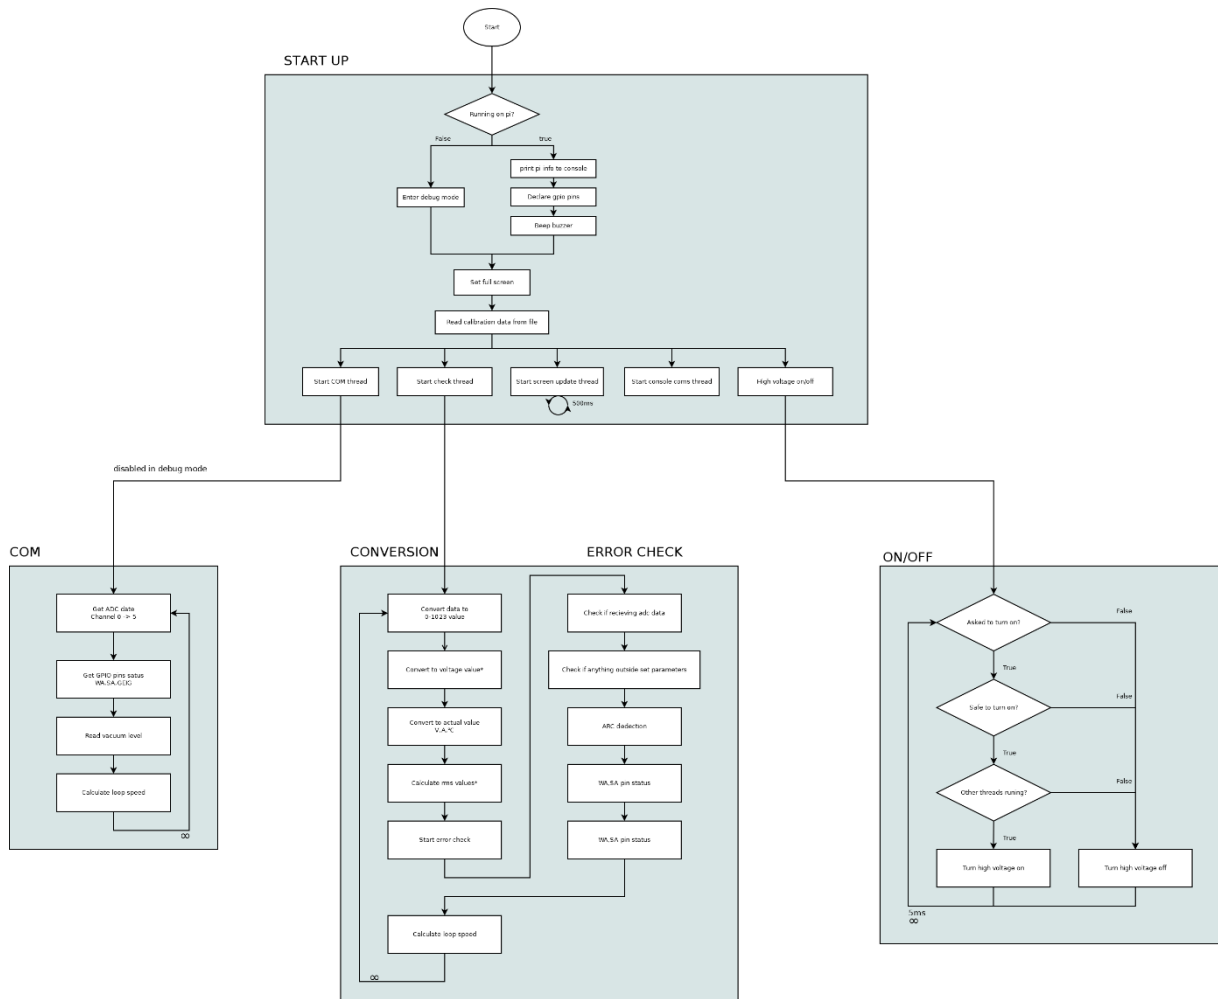 Start
START UP
Running on pi?
False
true
print pi info to console
Enter debug mode
Declare gpio pins
Beep buzzer
Set full screen
Read calibration data from file
Start COM thread
Start check thread
Start screen update thread
Start console coms thread
High voltage on/off
500ms
disabled in debug mode
COM
Get ADC date
Channel 0 -> 5
Get GPIO pins satus
WA,SA,GEIG
Read vacuum level
Calculate loop speed
∞
CONVERSION
Convert data to
0-1023 value
Convert to voltage value*
Convert to actual value
V,A,°C
Calculate rms values*
Start error check
Calculate loop speed
∞
ERROR CHECK
Check if recieving adc data
Check if anything outside set parameters
ARC dedection
WA,SA pin status
WA,SA pin status
ON/OFF
Asked to turn on?
False
True
Safe to turn on?
False
True
Other threads runing?
False
True
Turn high voltage on
Turn high voltage off
5ms
∞